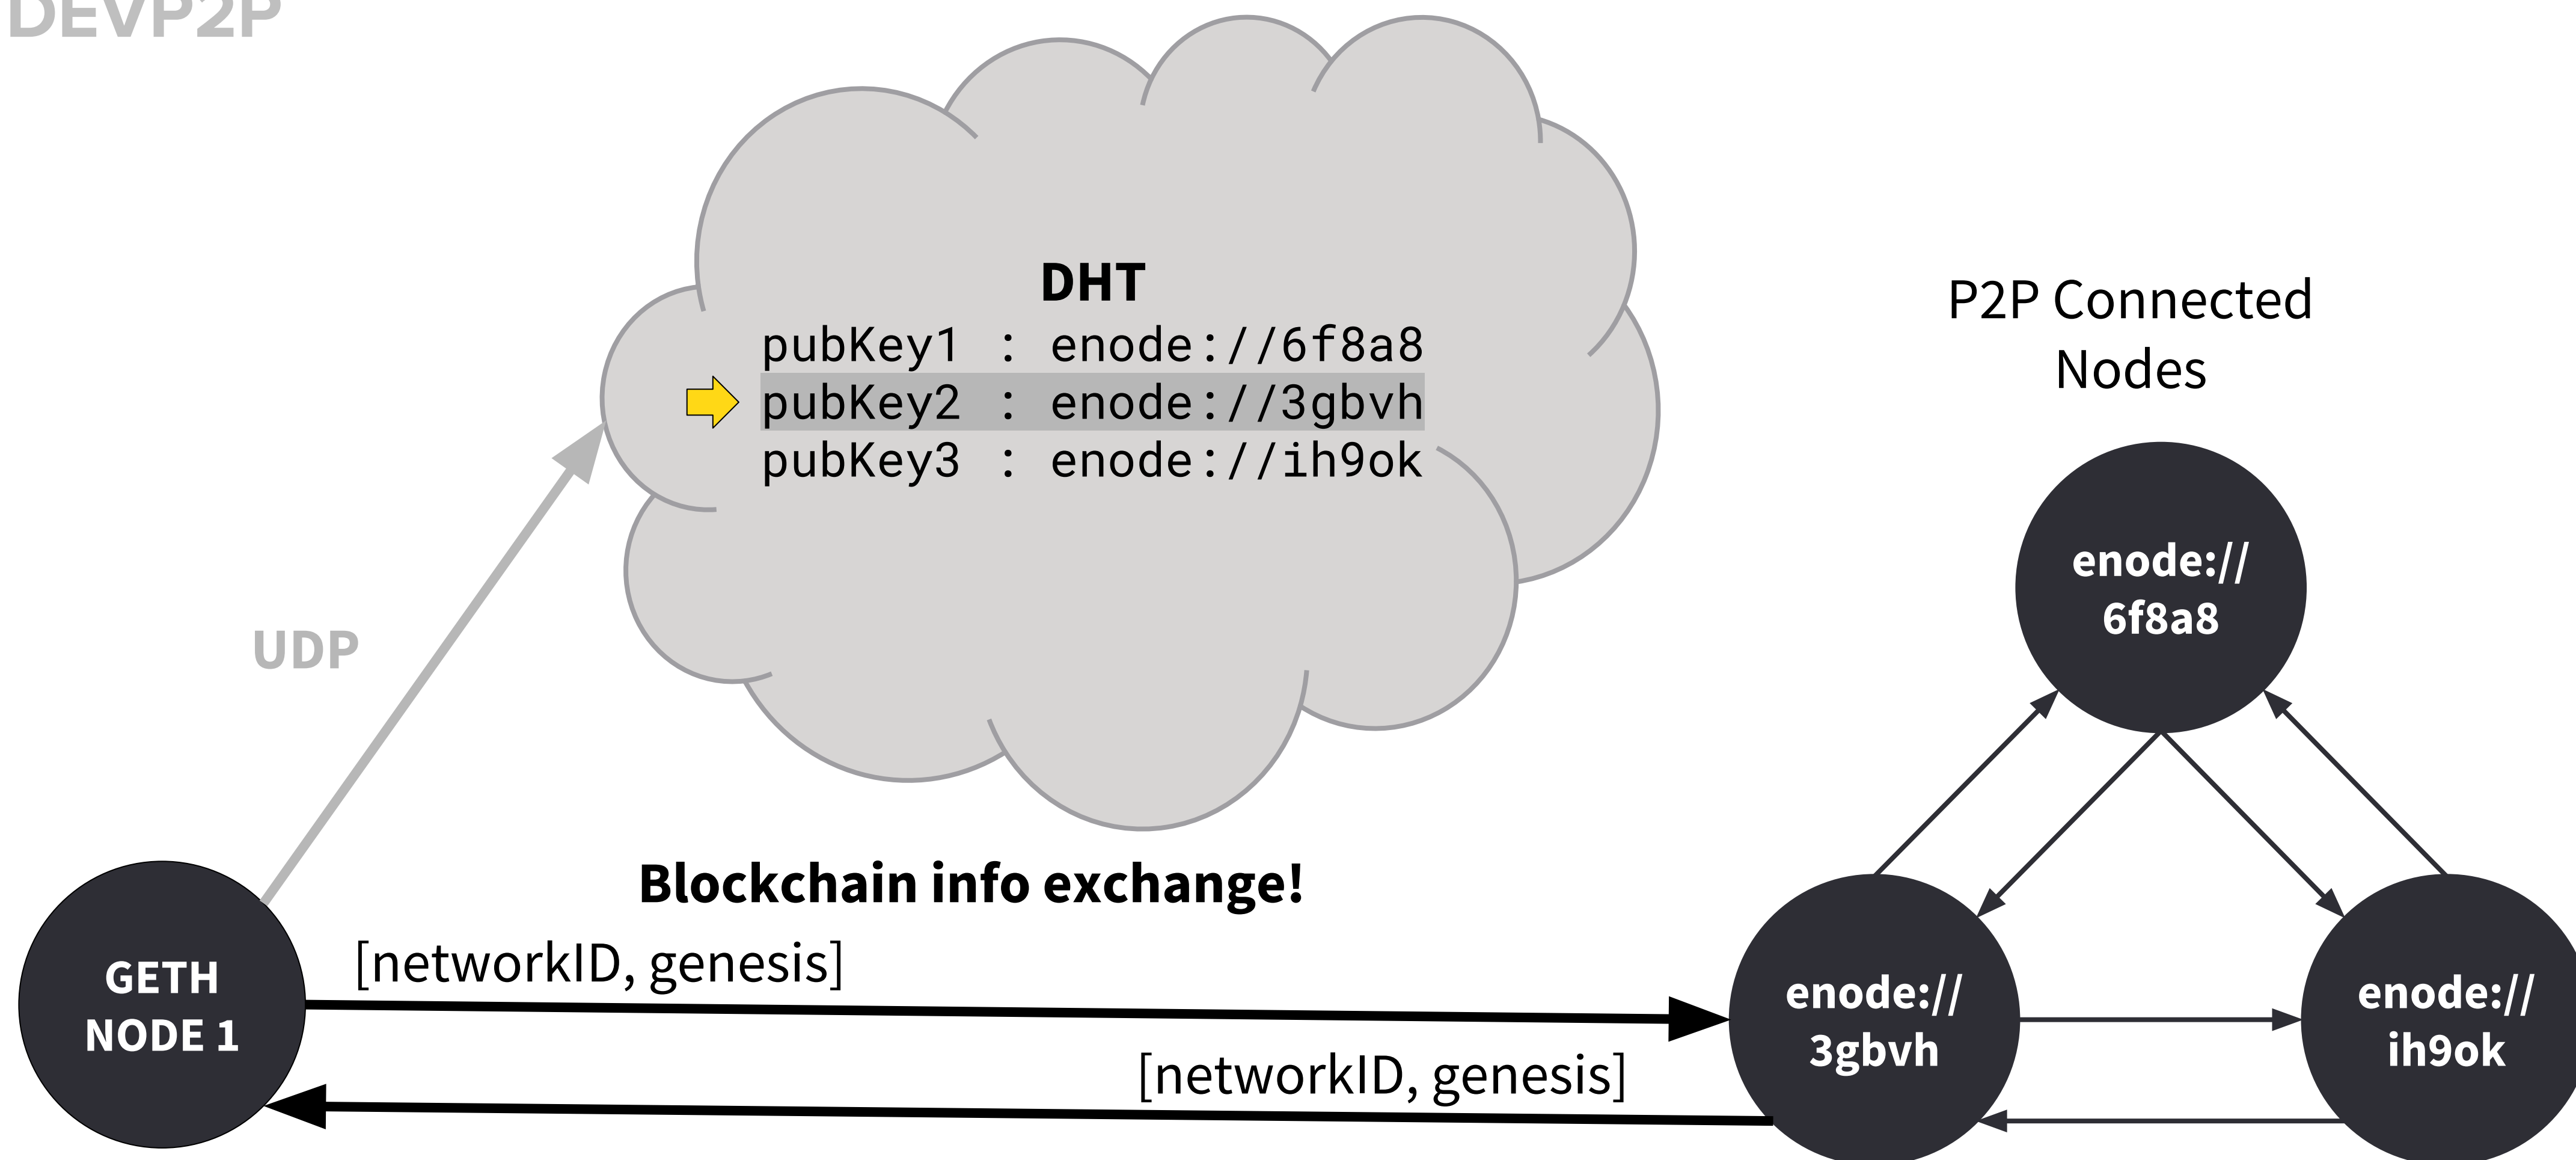 DEVP2P
DHT
pubKey1 : enode://6f8a8
pubKey2 : enode://3gbvh
pubKey3 : enode://ih9ok
P2P Connected
Nodes
enode://
6f8a8
UDP
Blockchain info exchange!
[networkID, genesis]
GETH
NODE 1
[networkID, genesis]
enode://
3gbvh
enode://
ih9ok